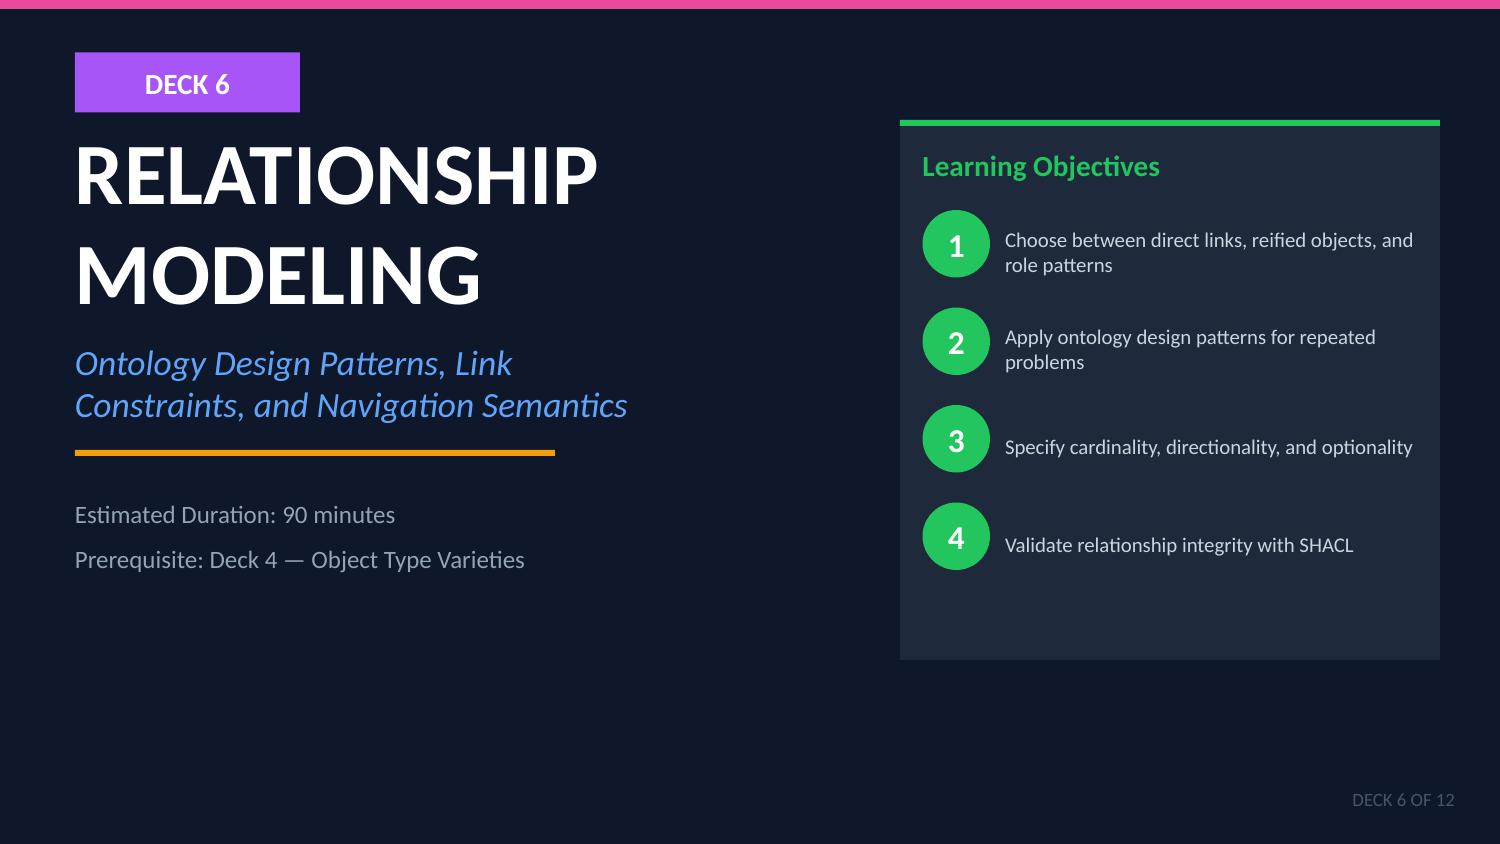 DECK 6
RELATIONSHIP
MODELING
Ontology Design Patterns, Link
Constraints, and Navigation Semantics
Estimated Duration: 90 minutes
Prerequisite: Deck 4 — Object Type Varieties
Learning Objectives
1
Choose between direct links, reified objects, and
role patterns
2
Apply ontology design patterns for repeated
problems
3
Specify cardinality, directionality, and optionality
4
Validate relationship integrity with SHACL
DECK 6 OF 12